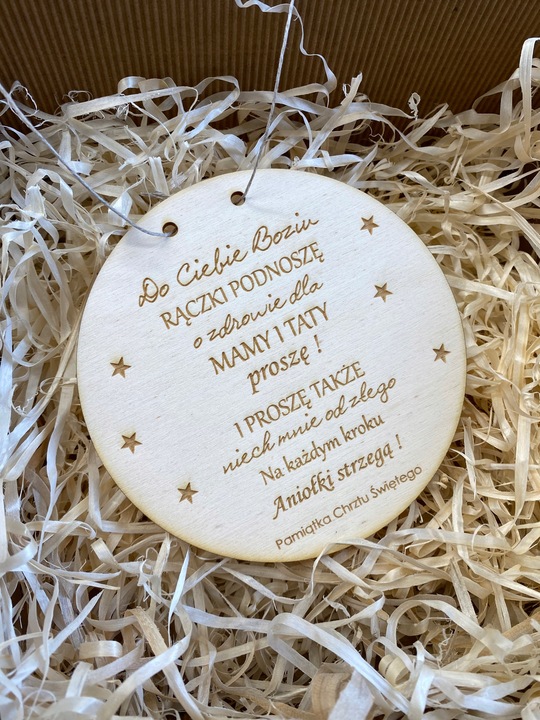 Do Ciebie Boziu
RĄCZKI PODNOSZĘ
o zdrowie dla
MAMY I TATY
proszę !
I PROSZĘ TAKŻE
niech mnie od złego
Na każdym kroku
Aniołki strzegą !
Pamiątka Chrztu Świętego